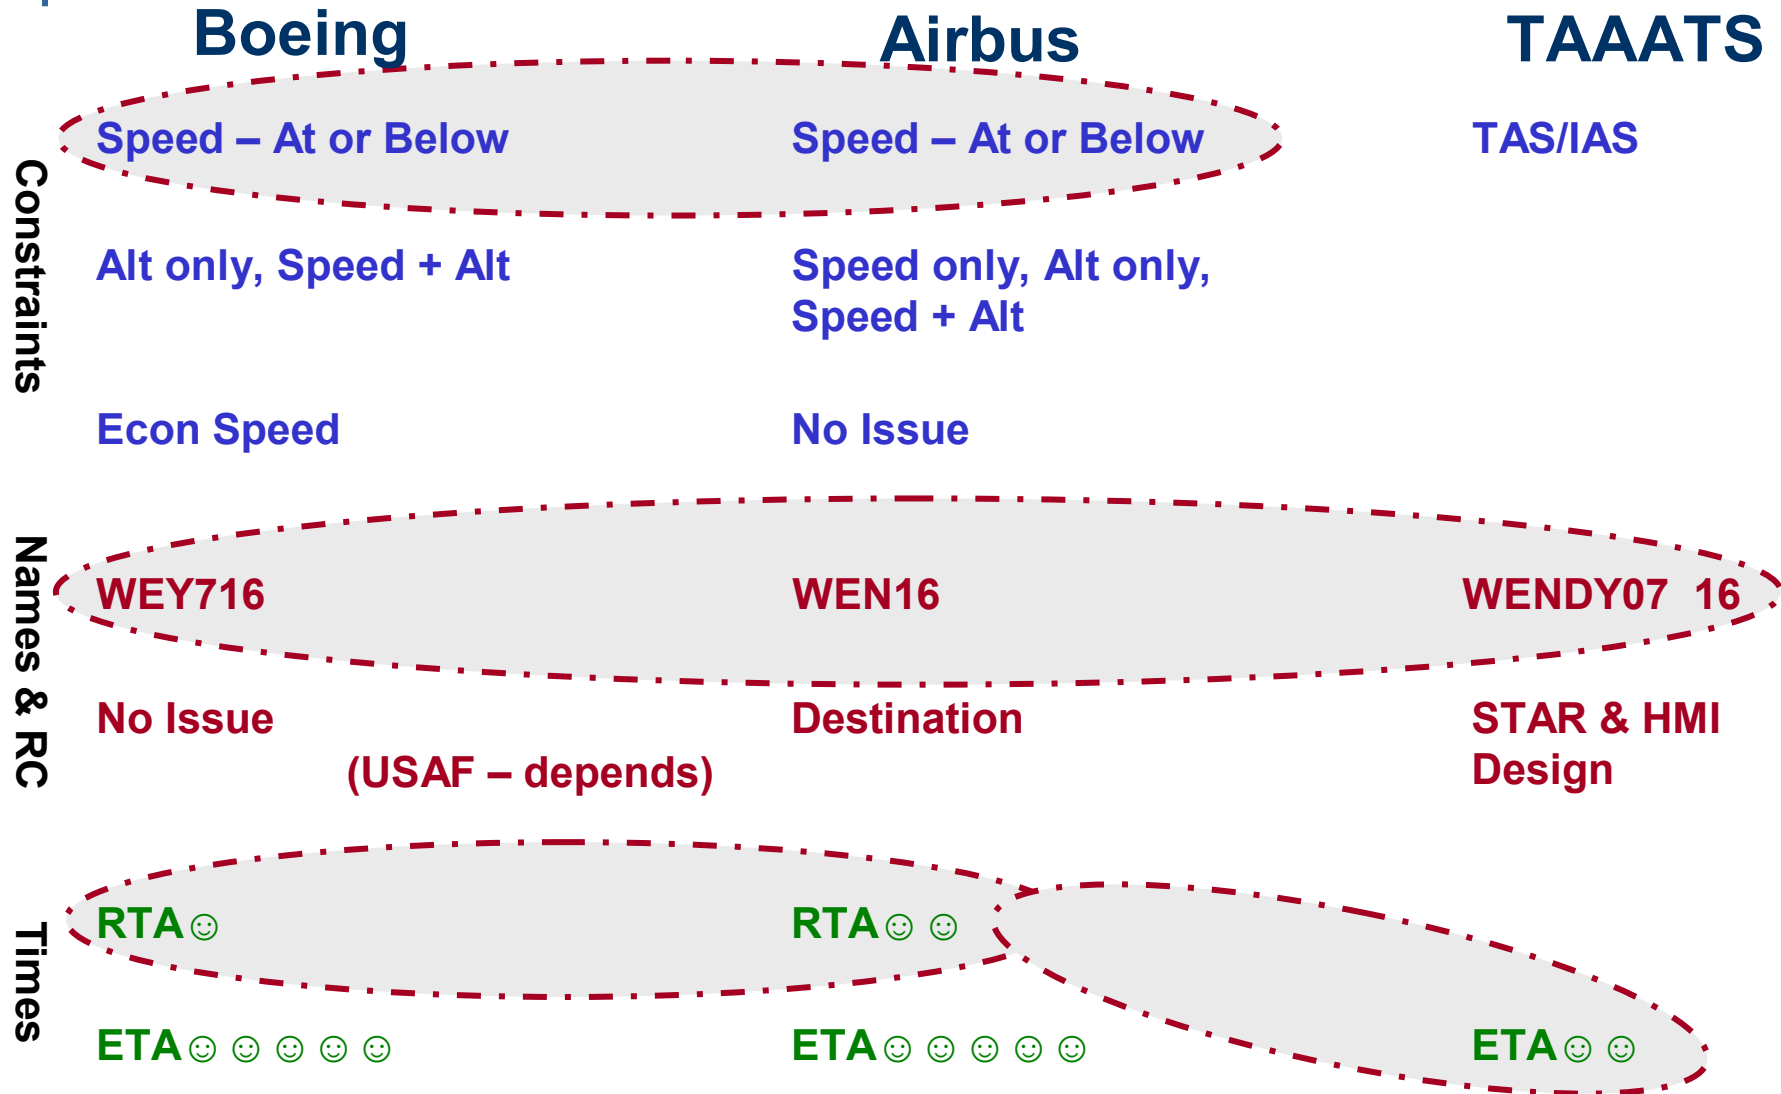 Boeing Airbus TAAATS
Constraints
Speed – At or Below Speed – At or Below TAS/IAS
Alt only, Speed + Alt Speed only, Alt only,
Speed + Alt
Econ Speed No Issue
Names & RC
WEY716 WEN16 WENDY07 16
No Issue Destination STAR & HMI
(USAF – depends) Design
Times
RTA☺ RTA☺☺
ETA☺☺☺☺☺ ETA☺☺☺☺☺ ETA☺☺